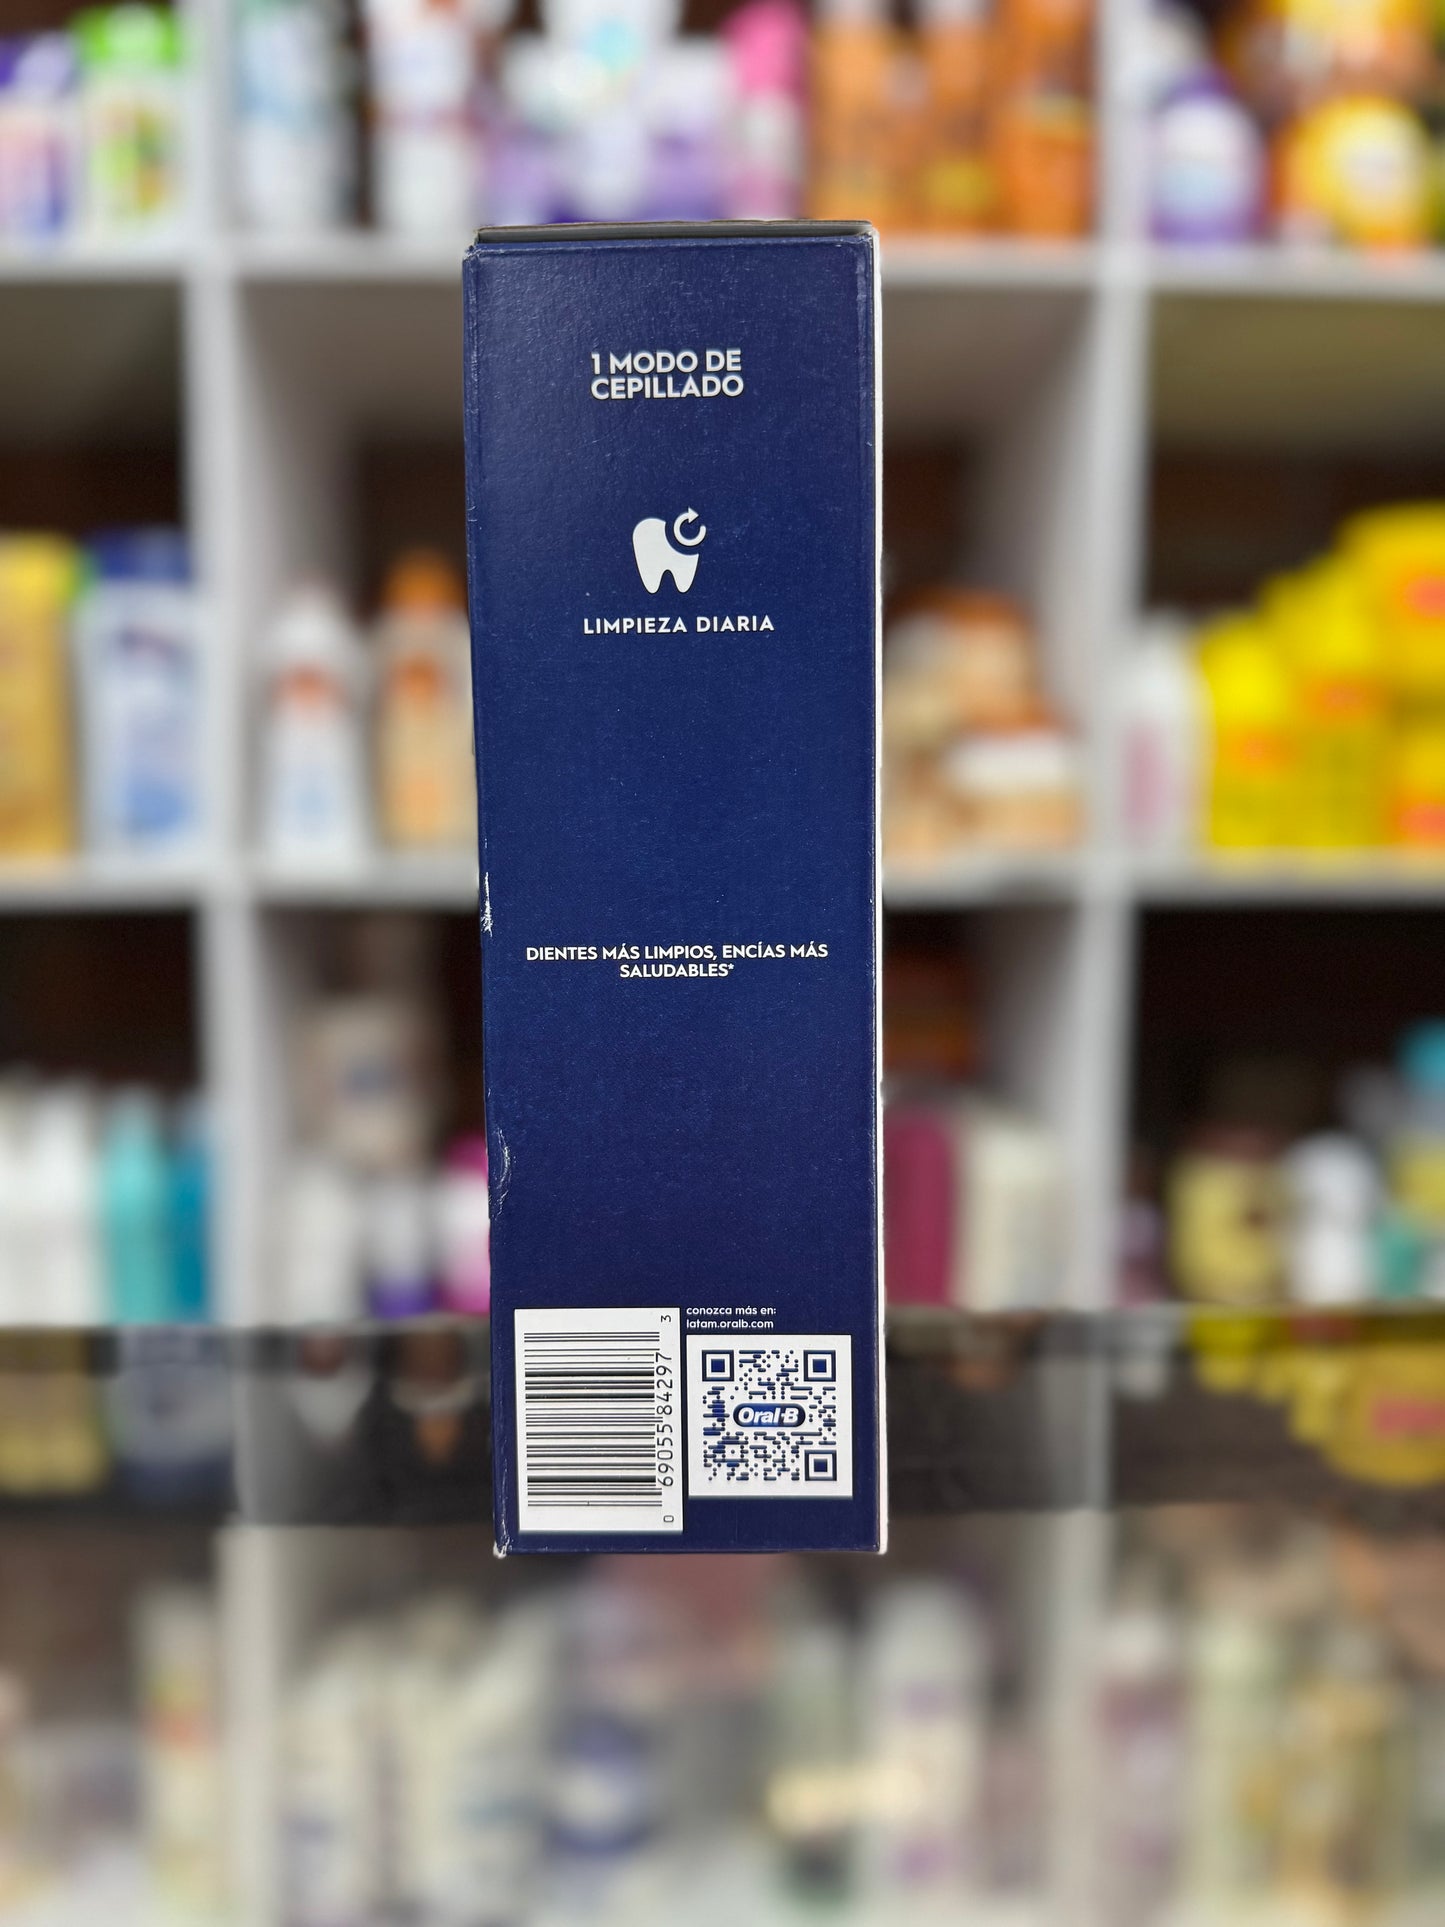 1 MODO DE
CEPILLADO
LIMPIEZA DIARIA
DIENTES MÁS LIMPIOS, ENCÍAS MÁS
SALUDABLES*
conozca más en:
latam.oralb.com
Oral-B
0 69055 84297 3